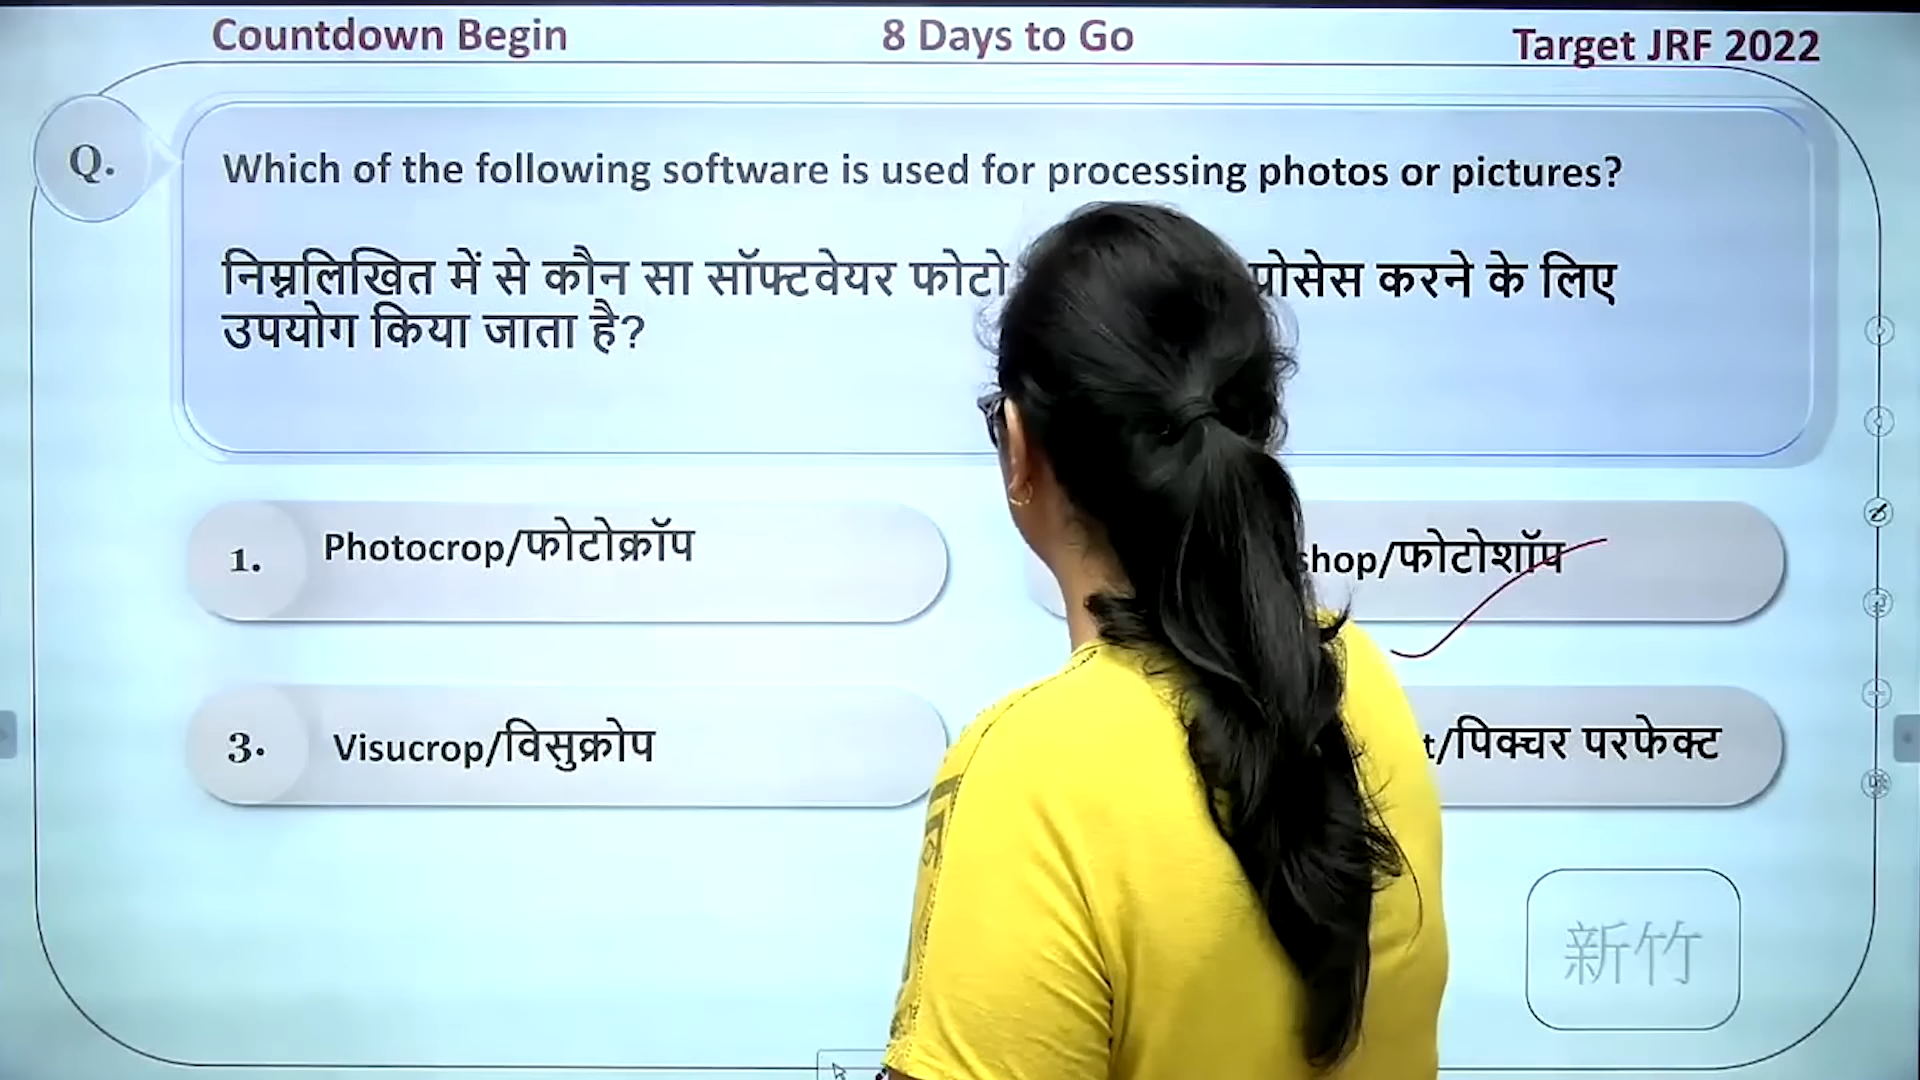 Countdown Begin
8 Days to Go
Target JRF 2022
Q.
Which of the following software is used for processing photos or pictures?
निम्नलिखित में से कौन सा सॉफ्टवेयर फोटो प्रोसेस करने के लिए
उपयोग किया जाता है?
1.
Photocrop/फोटोक्रॉप
shop/फोटोशॉप
3.
Visucrop/विसुक्रोप
t/पिक्चर परफेक्ट
新竹